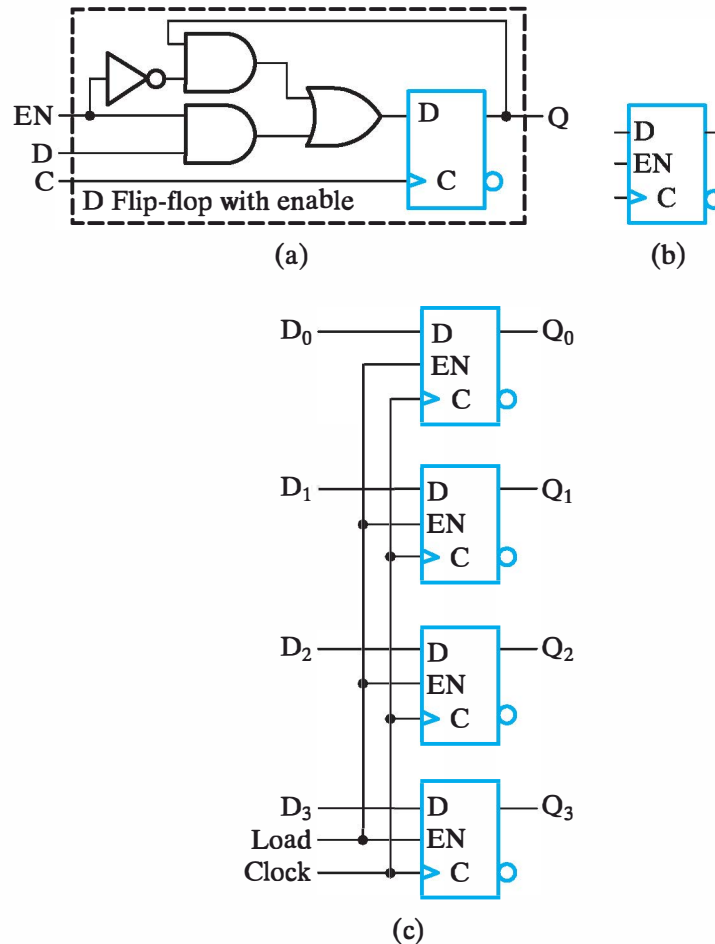 EN
D
C
D
C
Q
D Flip-flop with enable
(a)
D
EN
C
(b)
D₀
D
EN
C
Q₀
D₁
D
EN
C
Q₁
D₂
D
EN
C
Q₂
D₃
Load
Clock
D
EN
C
Q₃
(c)